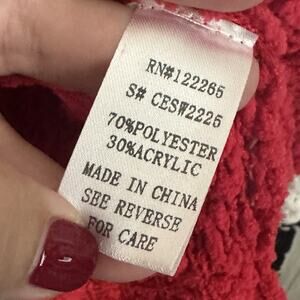 RN#122265
S# CESW2225
70%POLYESTER
30%ACRYLIC
MADE IN CHINA
SEE REVERSE
FOR CARE